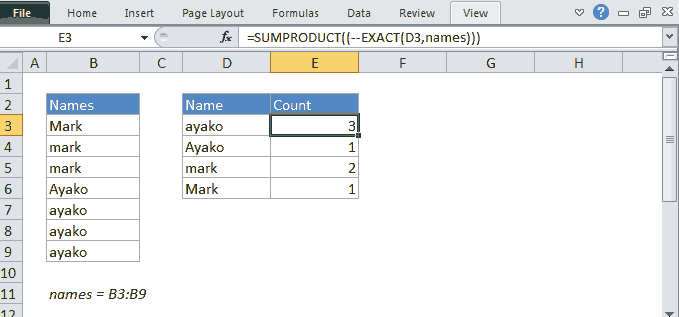 File Home Insert Page Layout Formulas Data Review View
E3 fx =SUMPRODUCT((--EXACT(D3,names)))
A B C D E F G H
1
2 Names Name Count
3 Mark ayako 3
4 mark Ayako 1
5 mark mark 2
6 Ayako Mark 1
7 ayako
8 ayako
9 ayako
10
11 names = B3:B9
12